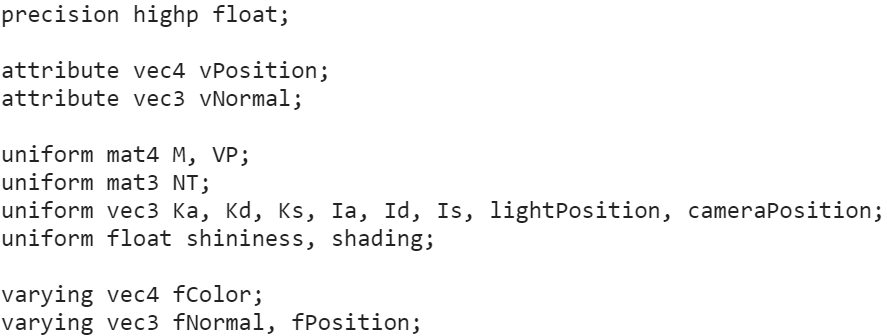 precision highp float;
attribute vec4 vPosition;
attribute vec3 vNormal;
uniform mat4 M, VP;
uniform mat3 NT;
uniform vec3 Ka, Kd, Ks, Ia, Id, Is, lightPosition, cameraPosition;
uniform float shininess, shading;
varying vec4 fColor;
varying vec3 fNormal, fPosition;